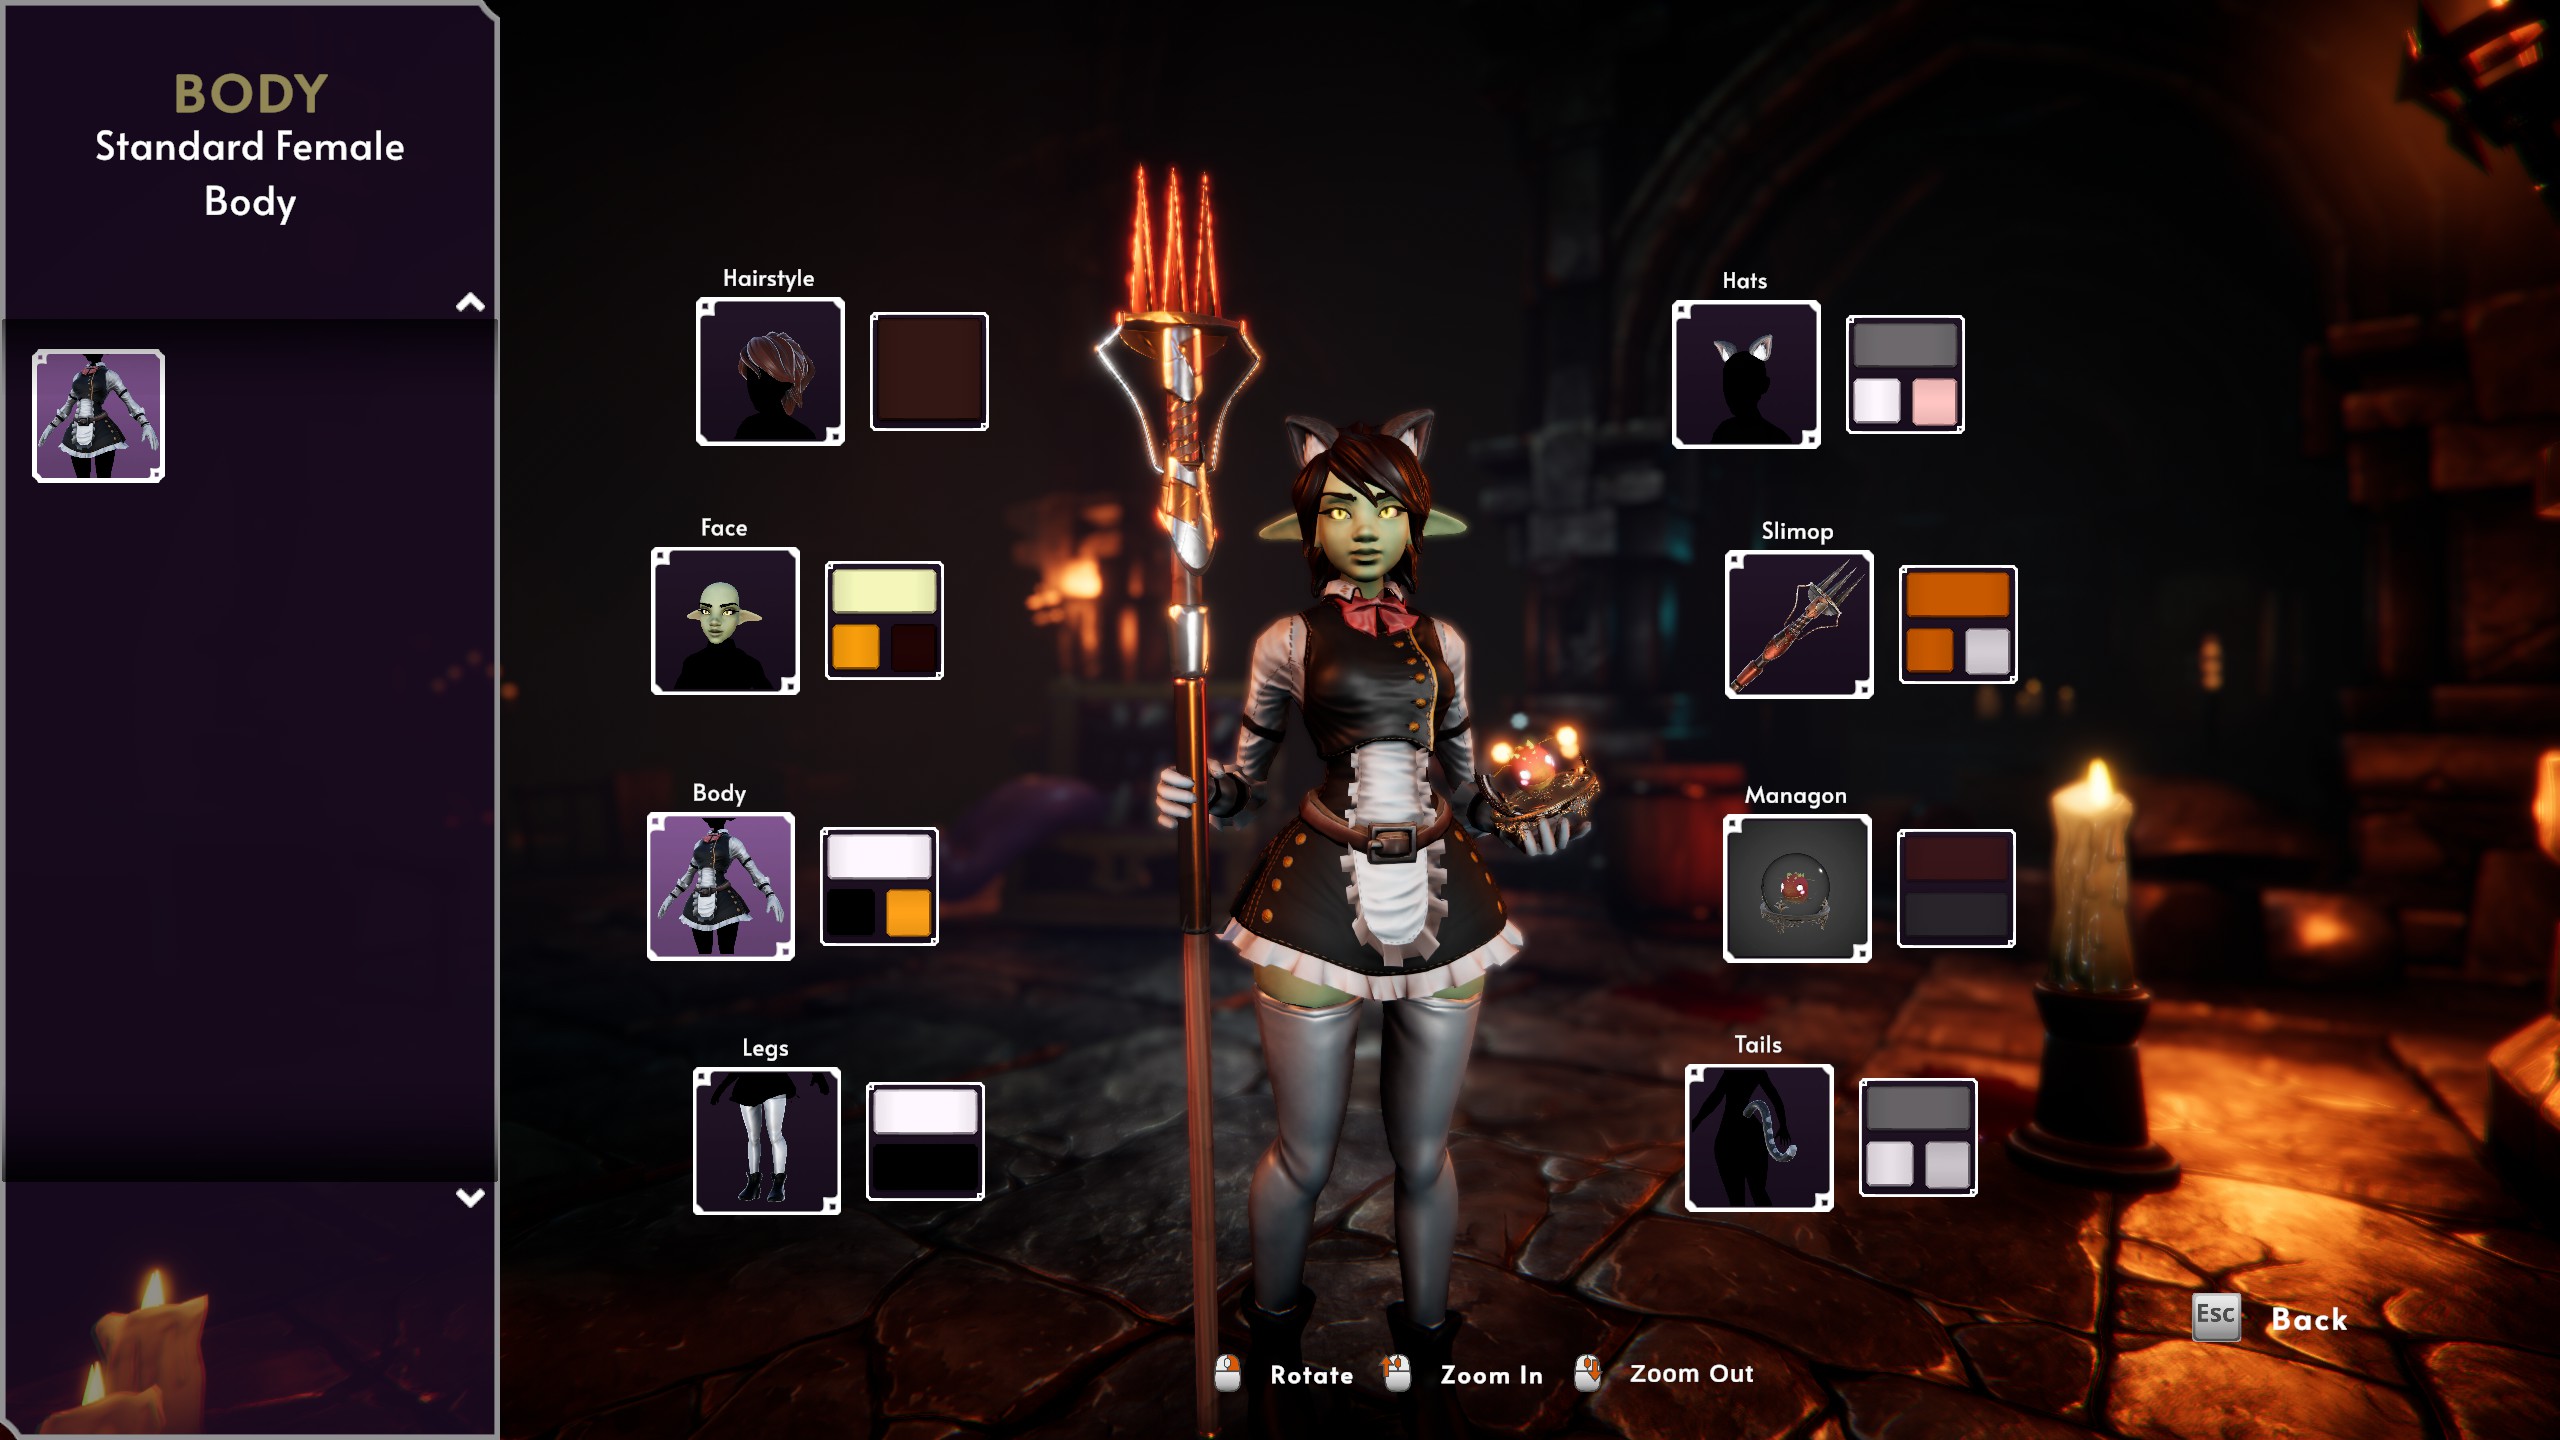 BODY
Standard Female
Body
Hairstyle
Face
Body
Legs
Hats
Slimop
Managon
Tails
Rotate
Zoom In
Zoom Out
Esc
Back